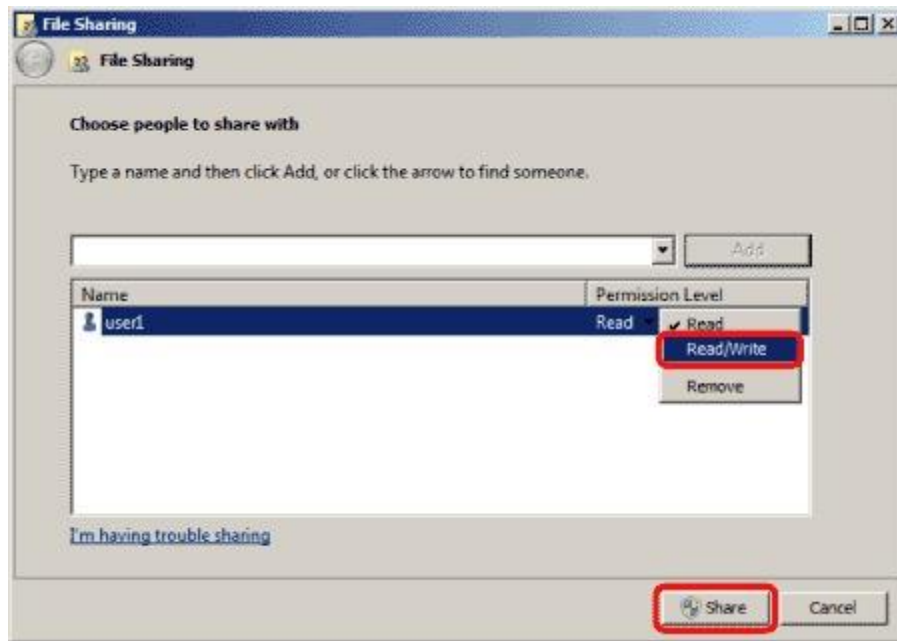 File Sharing
File Sharing
Choose people to share with
Type a name and then click Add, or click the arrow to find someone.
Add
Name Permission Level
user1 Read Read
Read/Write
Remove
I'm having trouble sharing
Share Cancel